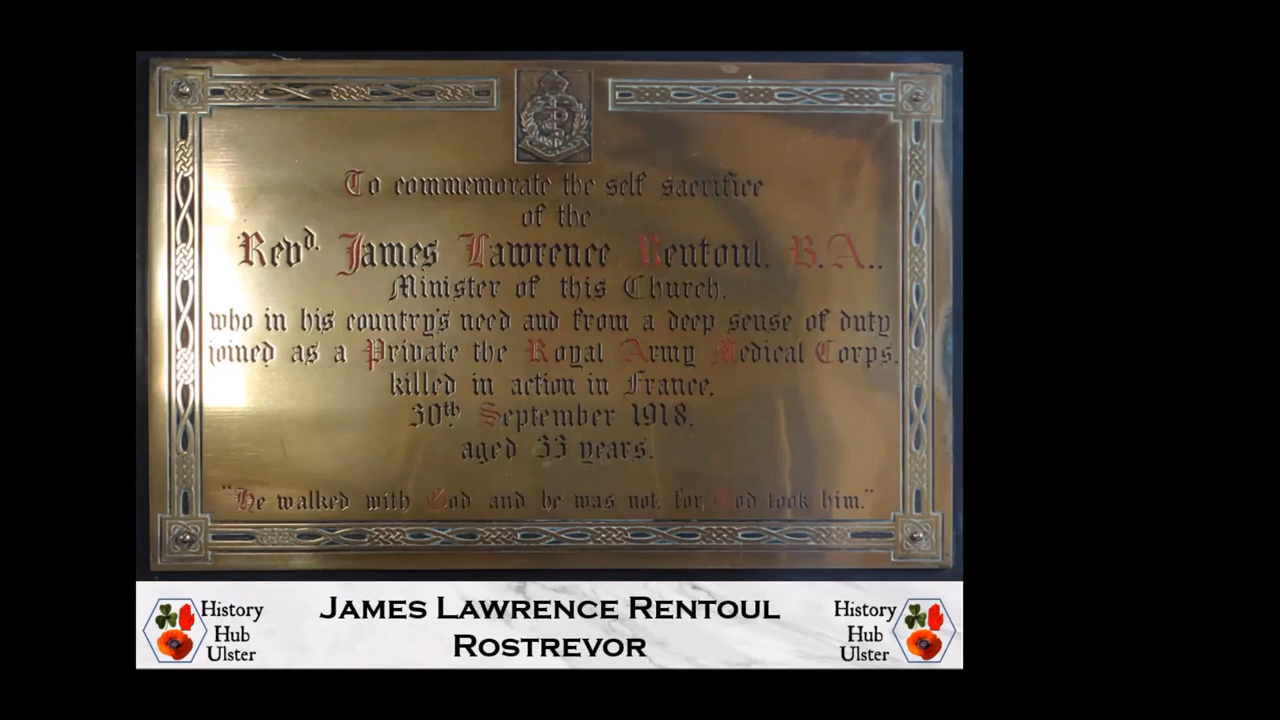 To commemorate the self sacrifice
of the
Revd. James Lawrence Rentoul. B.A..
Minister of this Church.
who in his country's need and from a deep sense of duty
joined as a Private the Royal Army Medical Corps.
killed in action in France.
30th September 1918.
aged 33 years.
"He walked with God and he was not, for, God took him."
History
Hub
Ulster
JAMES LAWRENCE RENTOUL
ROSTREVOR
History
Hub
Ulster